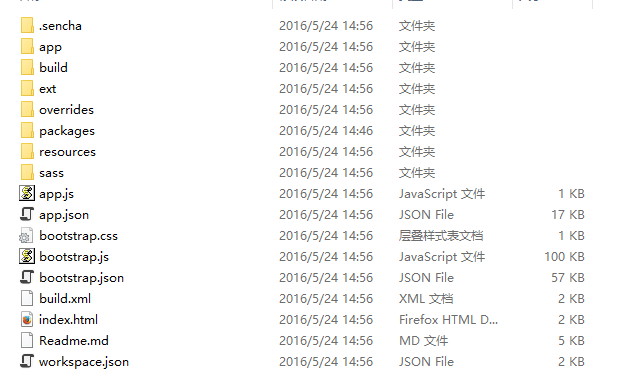 .sencha 2016/5/24 14:56 文件夹
app 2016/5/24 14:56 文件夹
build 2016/5/24 14:56 文件夹
ext 2016/5/24 14:56 文件夹
overrides 2016/5/24 14:56 文件夹
packages 2016/5/24 14:46 文件夹
resources 2016/5/24 14:56 文件夹
sass 2016/5/24 14:56 文件夹
app.js 2016/5/24 14:56 JavaScript 文件 1 KB
app.json 2016/5/24 14:56 JSON File 17 KB
bootstrap.css 2016/5/24 14:56 层叠样式表文档 1 KB
bootstrap.js 2016/5/24 14:56 JavaScript 文件 100 KB
bootstrap.json 2016/5/24 14:56 JSON File 57 KB
build.xml 2016/5/24 14:56 XML 文档 2 KB
index.html 2016/5/24 14:56 Firefox HTML D... 2 KB
Readme.md 2016/5/24 14:56 MD 文件 5 KB
workspace.json 2016/5/24 14:56 JSON File 2 KB